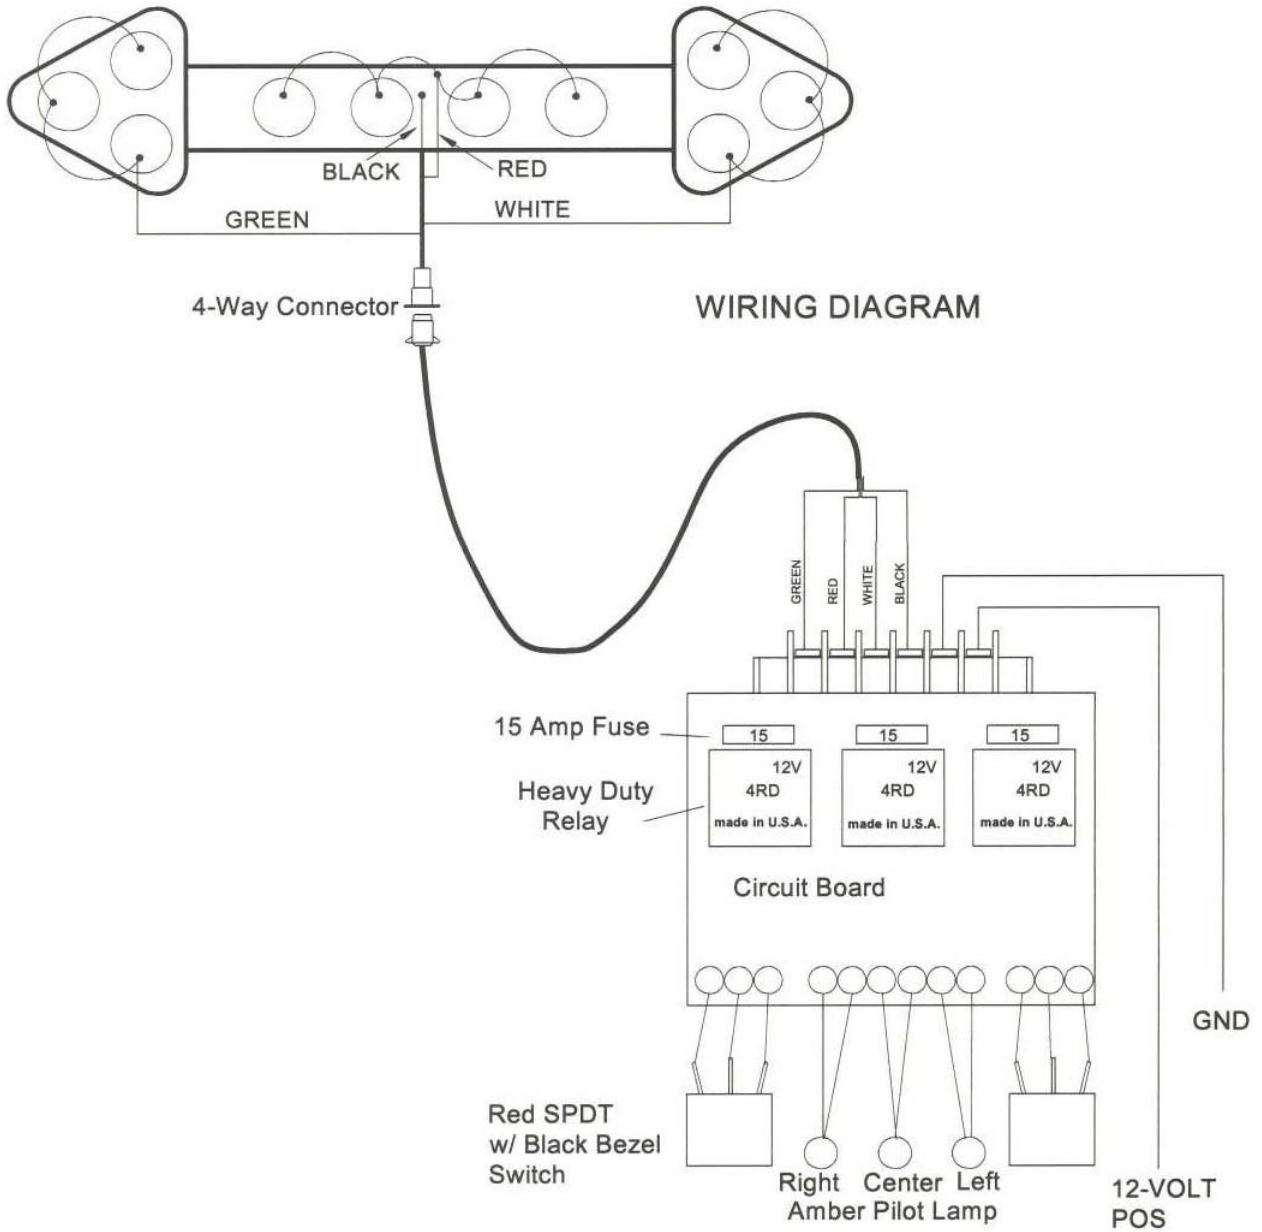 BLACK
RED
GREEN
WHITE
4-Way Connector
WIRING DIAGRAM
GREEN
RED
WHITE
BLACK
15 Amp Fuse
15
15
15
Heavy Duty
Relay
12V
4RD
made in U.S.A.
12V
4RD
made in U.S.A.
12V
4RD
made in U.S.A.
Circuit Board
GND
Red SPDT
w/ Black Bezel
Switch
Right Center Left
Amber Pilot Lamp
12-VOLT
POS